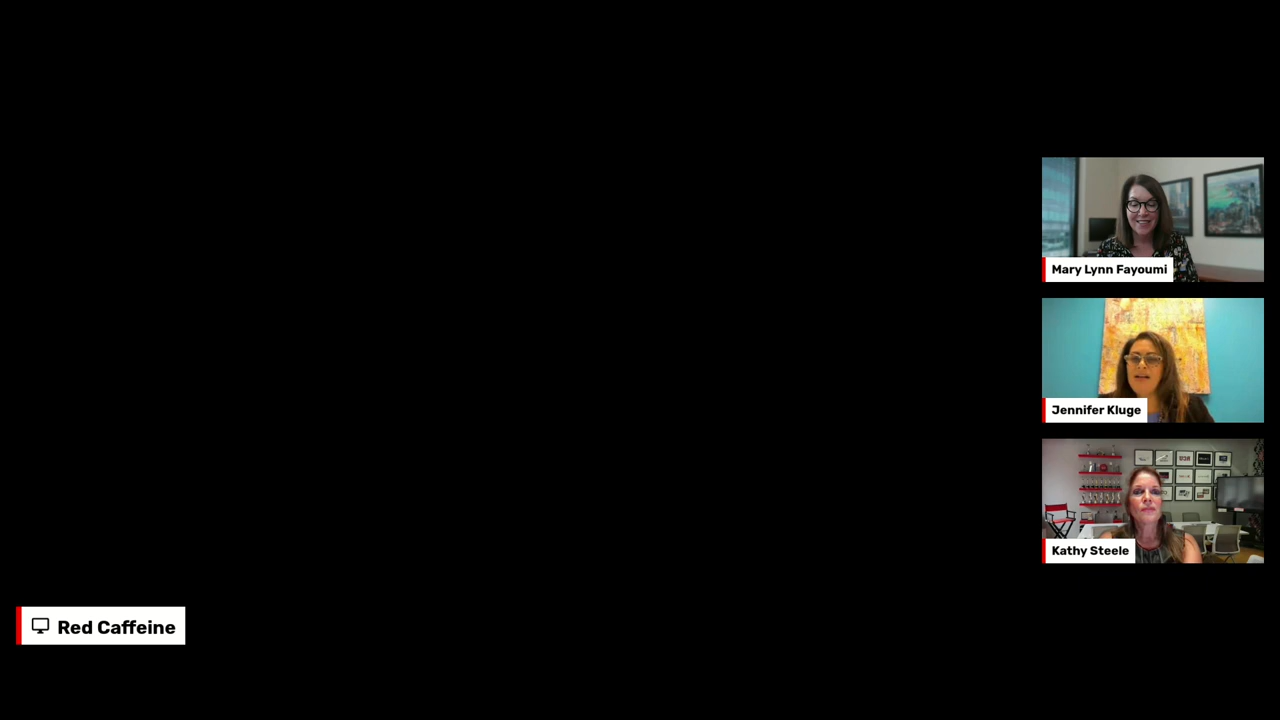 Mary Lynn Fayoumi
Jennifer Kluge
Kathy Steele
Red Caffeine